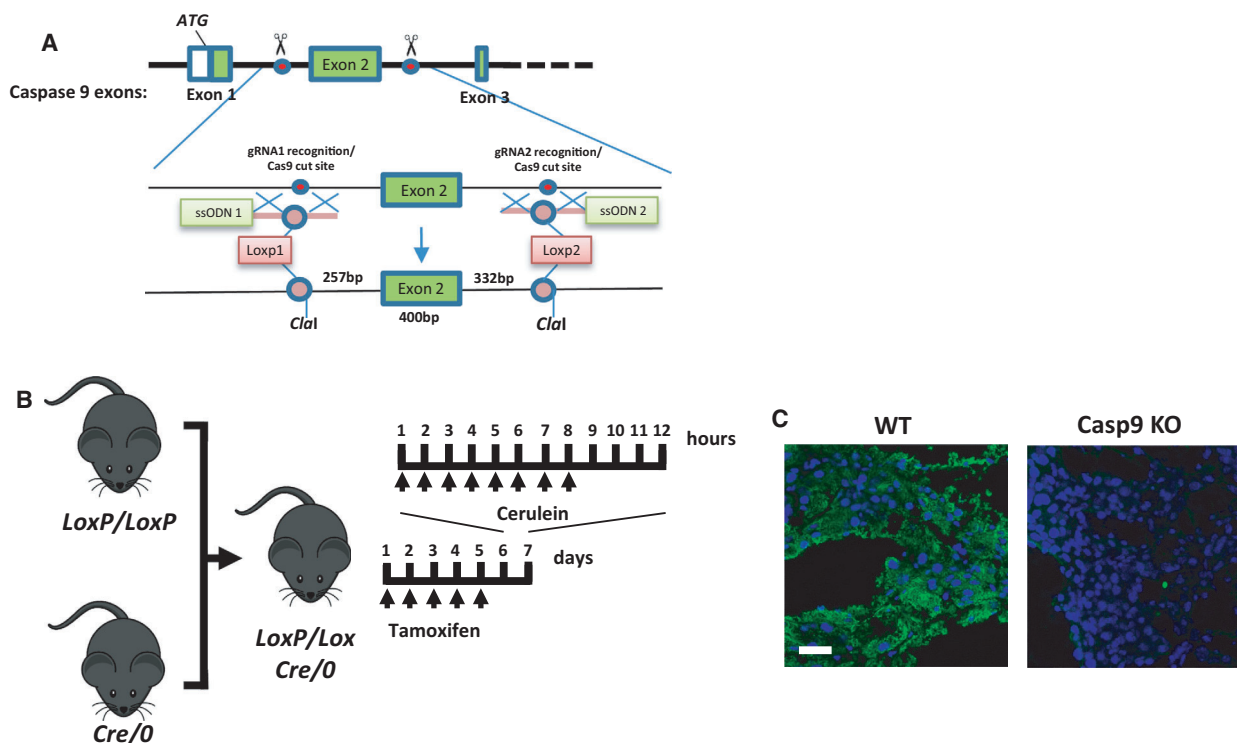 A
ATG
Exon 2
Caspase 9 exons:
Exon 1
Exon 3
gRNA1 recognition/
Cas9 cut site
gRNA2 recognition/
Cas9 cut site
Exon 2
ssODN 1
ssODN 2
Loxp1
Loxp2
257bp
332bp
Exon 2
ClaI
400bp
ClaI
B
LoxP/LoxP
Cre/0
LoxP/Lox
Cre/0
1 2 3 4 5 6 7 8 9 10 11 12 hours
Cerulein
1 2 3 4 5 6 7 days
Tamoxifen
C
WT
Casp9 KO